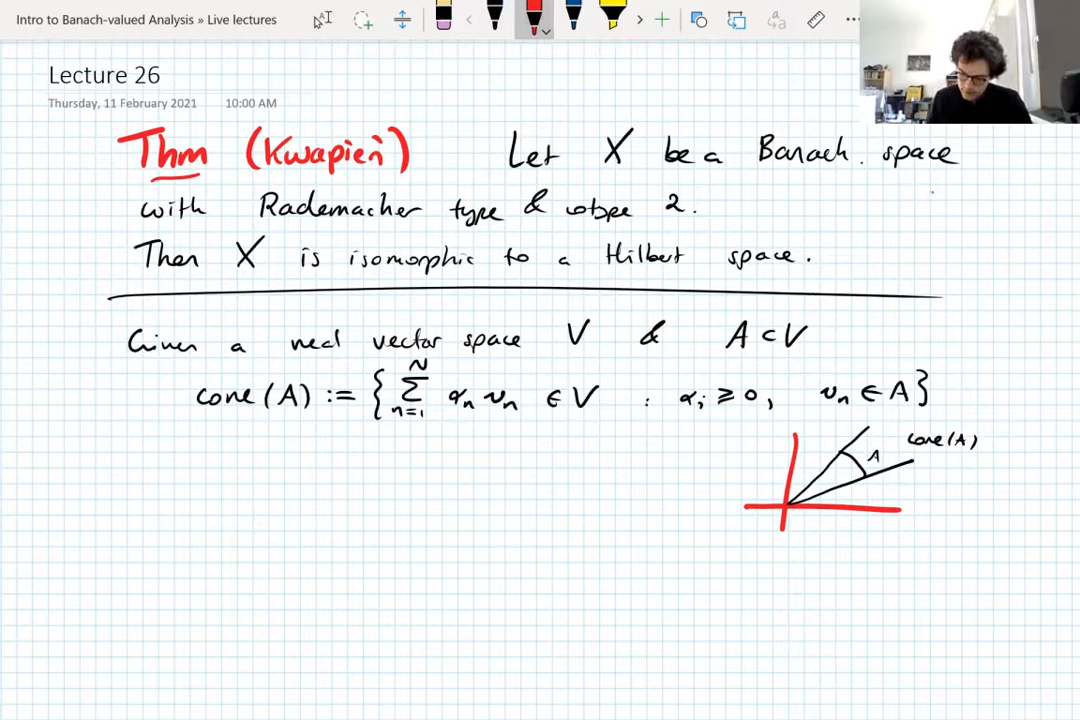 Intro to Banach-valued Analysis » Live lectures
Lecture 26
Thursday, 11 February 2021 10:00 AM
Thm (Kwapień) Let X be a Banach space
with Rademacher type & cotype 2.
Then X is isomorphic to a Hilbert space.
Given a real vector space V & A ⊂ V
cone(A) := { ∑_{n=1}^{N} α_n v_n ∈ V : α_i ≥ 0, v_n ∈ A }
cone(A)
A